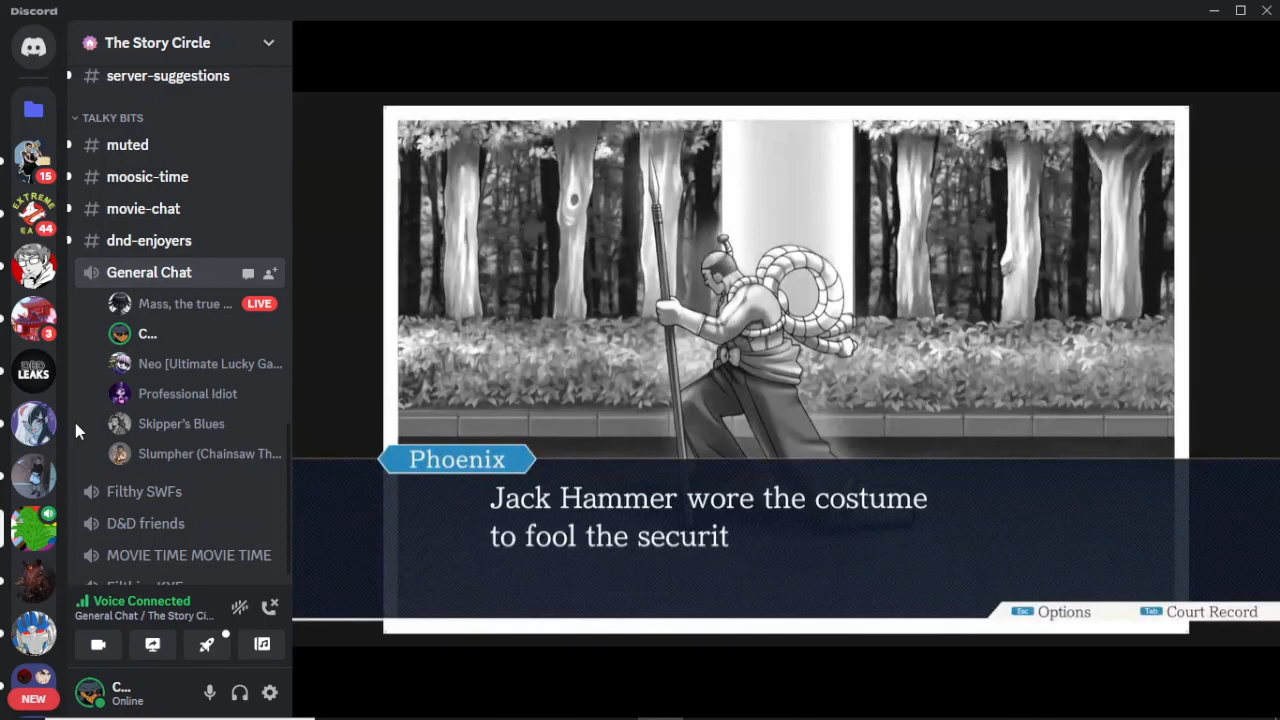 Discord
The Story Circle
server-suggestions
TALKY BITS
muted
moosic-time
movie-chat
dnd-enjoyers
General Chat
Mass, the true ... LIVE
C...
Neo [Ultimate Lucky Ga...
Professional Idiot
Skipper's Blues
Slumpher (Chainsaw Th...
Filthy SWFs
D&D friends
MOVIE TIME MOVIE TIME
Voice Connected
General Chat / The Story Ci...
C...
Online
15
EXTREME
44
3
DBD
LEAKS
NEW
Phoenix
Jack Hammer wore the costume
to fool the securit
Esc Options Tab Court Record